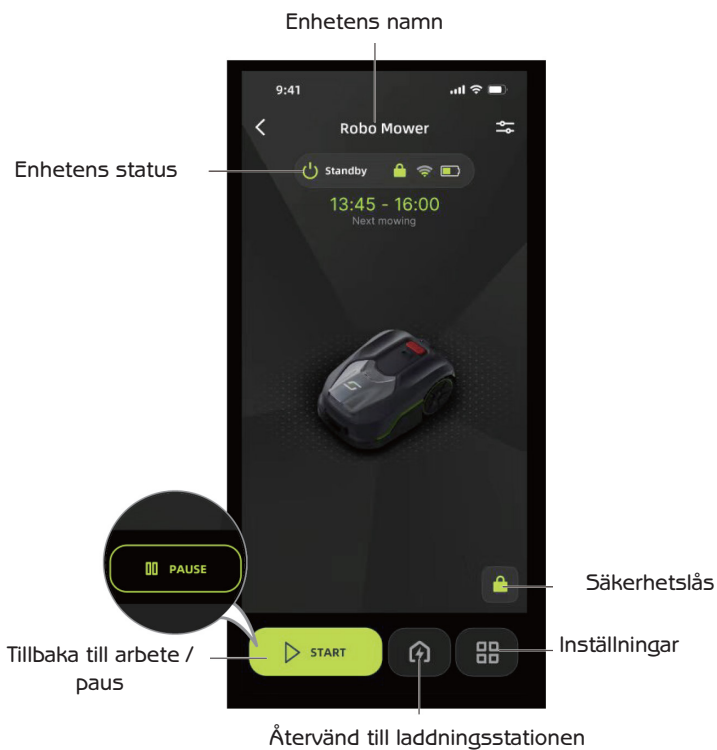 Enhetens namn
9:41
Robo Mower
Enhetens status
Standby
13:45 - 16:00
Next mowing
PAUSE
Säkerhetslås
START
Inställningar
Tillbaka till arbete /
paus
Återvänd till laddningsstationen